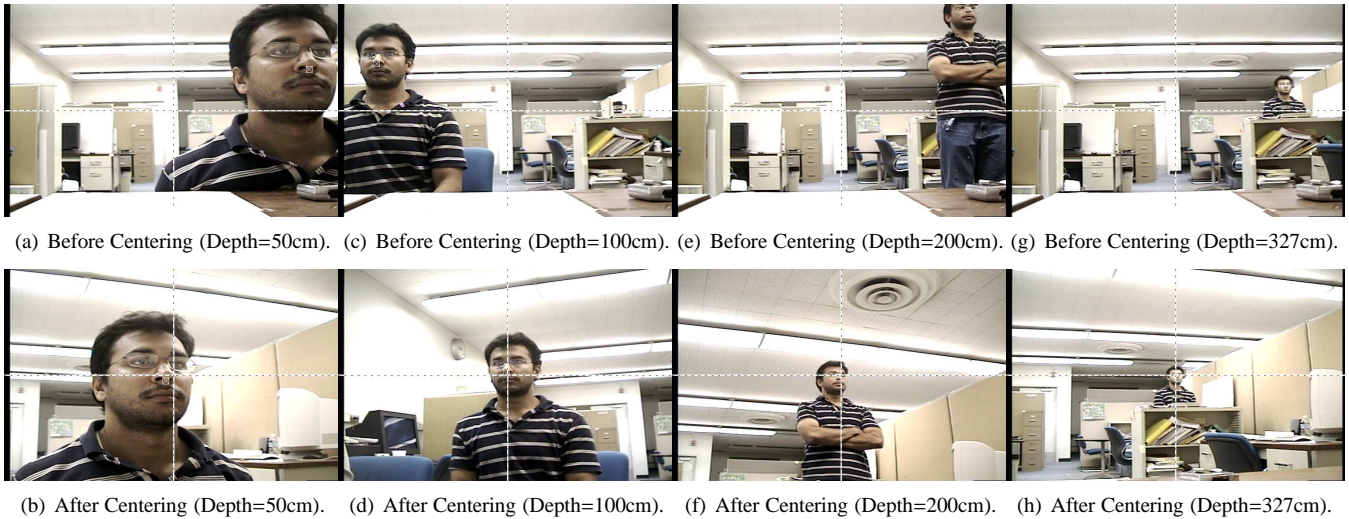 (a) Before Centering (Depth=50cm). (c) Before Centering (Depth=100cm). (e) Before Centering (Depth=200cm). (g) Before Centering (Depth=327cm).
(b) After Centering (Depth=50cm). (d) After Centering (Depth=100cm). (f) After Centering (Depth=200cm). (h) After Centering (Depth=327cm).